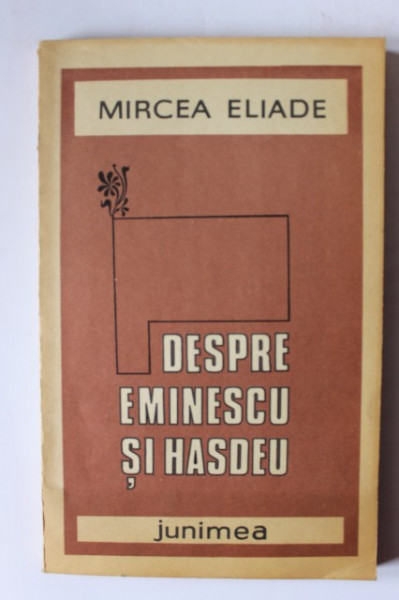 MIRCEA ELIADE
DESPRE
EMINESCU
ȘI HASDEU
junimea